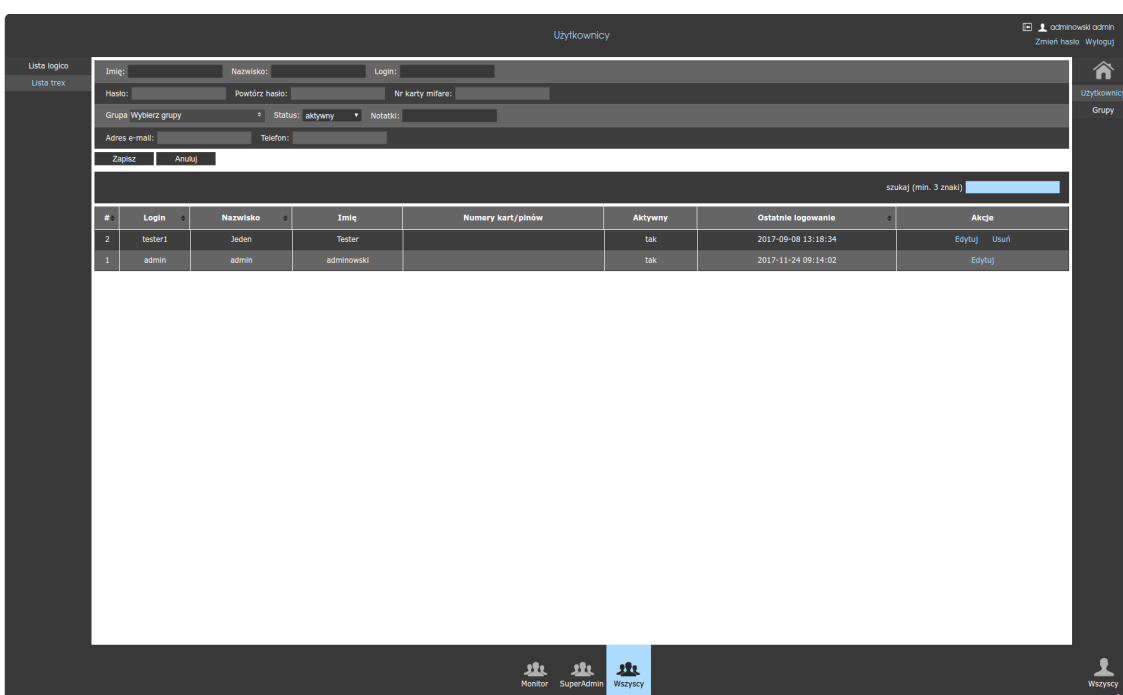 Użytkownicy
adminowski admin
Zmień hasło Wyloguj
Lista logico
Lista trex
Imię: Nazwisko: Login:
Hasło: Powtórz hasło: Nr karty mifare:
Grupa Wybierz grupy Status: aktywny Notatki:
Adres e-mail: Telefon:
Zapisz Anuluj
szukaj (min. 3 znaki)
# Login Nazwisko Imię Numery kart/pinów Aktywny Ostatnie logowanie Akcje
2 tester1 Jeden Tester tak 2017-09-08 13:18:34 Edytuj Usuń
1 admin admin adminowski tak 2017-11-24 09:14:02 Edytuj
Użytkownicy
Grupy
Monitor SuperAdmin Wszyscy
Wszyscy